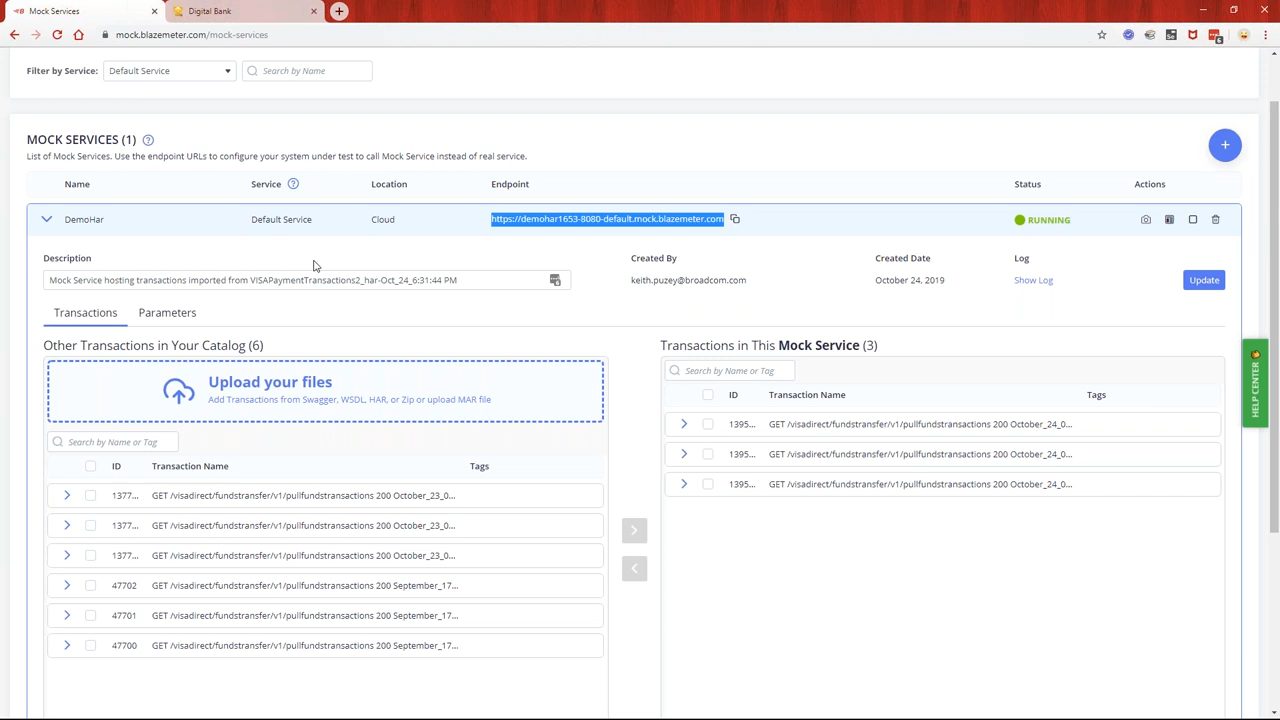 Mock Services
Digital Bank
mock.blazemeter.com/mock-services
6
Filter by Service:
Default Service
Search by Name
MOCK SERVICES (1)
List of Mock Services. Use the endpoint URLs to configure your system under test to call Mock Service instead of real service.
Name Service Location Endpoint Status Actions
DemoHar Default Service Cloud https://demohar1653-8080-default.mock.blazemeter.com RUNNING
Description Created By Created Date Log
Mock Service hosting transactions imported from VISAPaymentTransactions2_har-Oct_24_6:31:44 PM keith.puzey@broadcom.com October 24, 2019 Show Log Update
Transactions Parameters
Other Transactions in Your Catalog (6)
Upload your files
Add Transactions from Swagger, WSDL, HAR, or Zip or upload MAR file
Search by Name or Tag
ID Transaction Name Tags
1377... GET /visadirect/fundstransfer/v1/pullfundstransactions 200 October_23_0...
1377... GET /visadirect/fundstransfer/v1/pullfundstransactions 200 October_23_0...
1377... GET /visadirect/fundstransfer/v1/pullfundstransactions 200 October_23_0...
47702 GET /visadirect/fundstransfer/v1/pullfundstransactions 200 September_17...
47701 GET /visadirect/fundstransfer/v1/pullfundstransactions 200 September_17...
47700 GET /visadirect/fundstransfer/v1/pullfundstransactions 200 September_17...
Transactions in This Mock Service (3)
Search by Name or Tag
ID Transaction Name Tags
1395... GET /visadirect/fundstransfer/v1/pullfundstransactions 200 October_24_0...
1395... GET /visadirect/fundstransfer/v1/pullfundstransactions 200 October_24_0...
1395... GET /visadirect/fundstransfer/v1/pullfundstransactions 200 October_24_0...
HELP CENTER